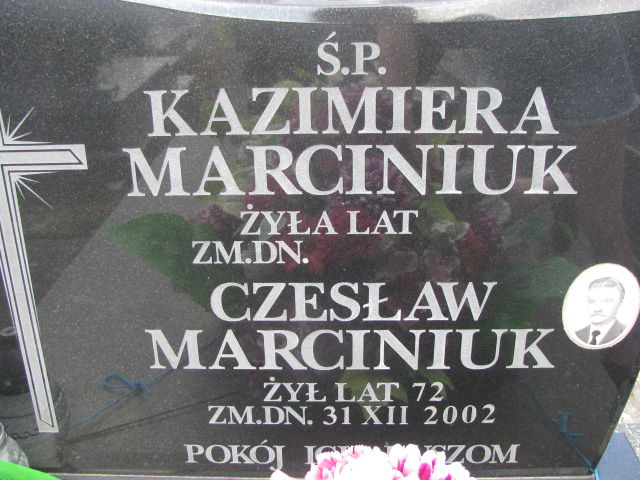 Ś.P.
KAZIMIERA
MARCINIUK
ŻYŁA LAT
ZM.DN.
CZESŁAW
MARCINIUK
ŻYŁ LAT 72
ZM.DN. 31 XII 2002
POKÓJ